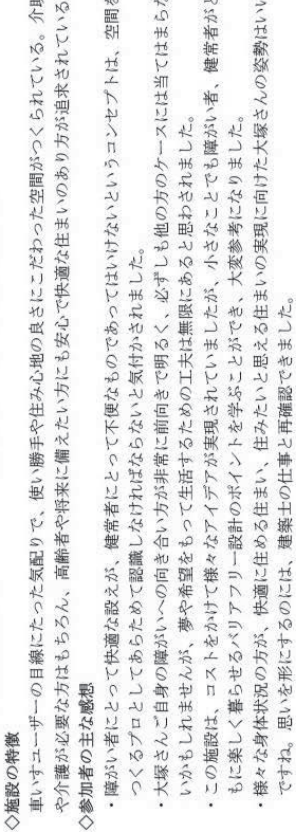 ◇施設の特徴
車いすユーザーの目線にたった気配りで、使い勝手や住み心地の良さにこだわった空間がつくられている。介助
や介護が必要な方はもちろん、高齢者や将来に備えたい方にも安心で快適な住まいのあり方が追求されている
◇参加者の主な感想
・障がい者にとって快適な設えが、健常者にとって不便なものであってはいけないというコンセプトは、空間を
つくるプロとしてあらためて認識しなければならないと気付かされました。
・大塚さんご自身の障がいへの向き合い方が非常に前向きで明るく、必ずしも他の方のケースには当てはまらな
いかもしれませんが、夢や希望をもって生活するための工夫は無限にあると思わされました。
・この施設は、コストをかけて様々なアイデアが実現されていましたが、小さなことでも障がい者、健常者がと
もに楽しく暮らせるバリアフリー設計のポイントを学ぶことができ、大変参考になりました。
・様々な身体状況の方が、快適に住める住まい、住みたいと思える住まいの実現に向けた大塚さんの姿勢はいい
ですね。思いを形にするのには、建築士の仕事と再確認できました。